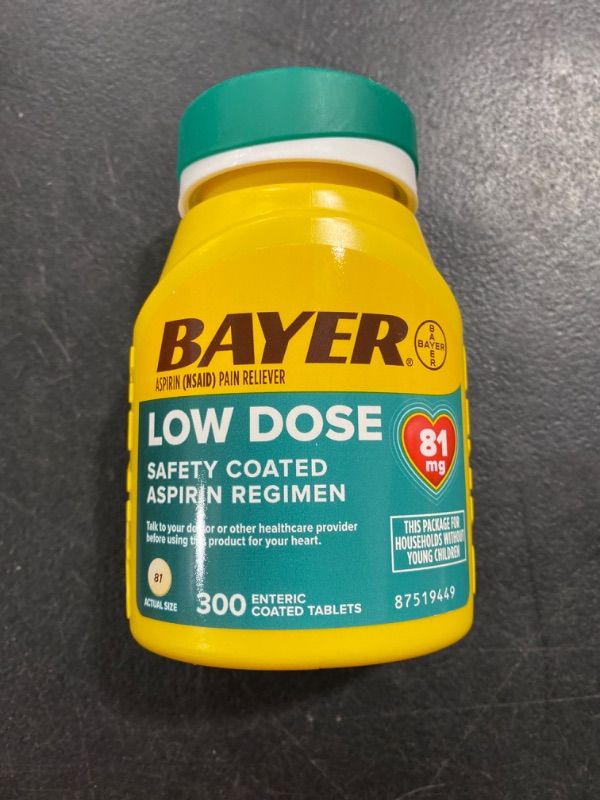 BAYER®
BAYER
BAYER
ASPIRIN (NSAID) PAIN RELIEVER
LOW DOSE
81
mg
SAFETY COATED
ASPIRIN REGIMEN
Talk to your doctor or other healthcare provider
before using this product for your heart.
THIS PACKAGE FOR
HOUSEHOLDS WITHOUT
YOUNG CHILDREN
81
ACTUAL SIZE
300 ENTERIC
COATED TABLETS
87519449